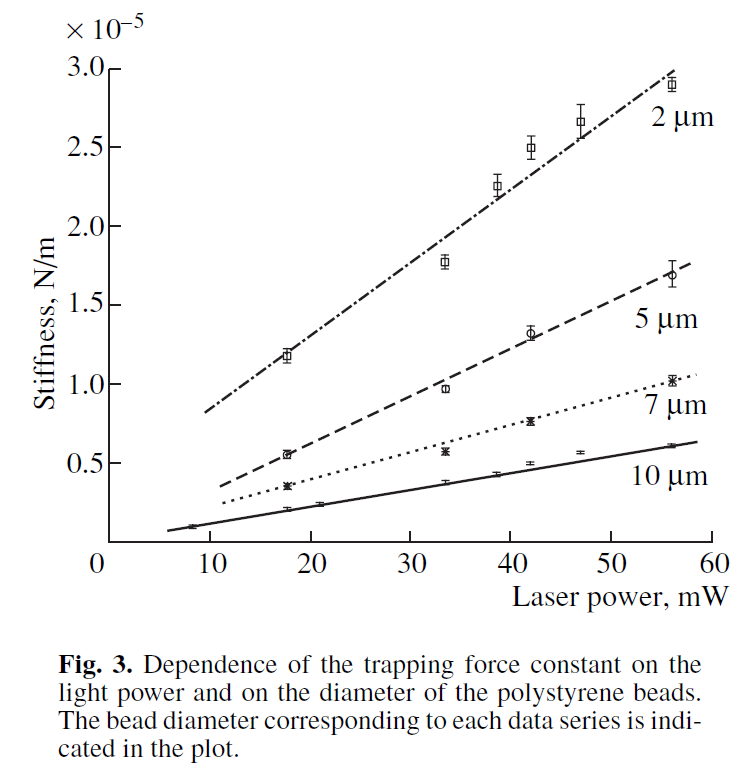 × 10–5
3.0
2.5
2.0
1.5
1.0
0.5
Stiffness, N/m
2 μm
5 μm
7 μm
10 μm
0 10 20 30 40 50 60
Laser power, mW
Fig. 3. Dependence of the trapping force constant on the
light power and on the diameter of the polystyrene beads.
The bead diameter corresponding to each data series is indi-
cated in the plot.